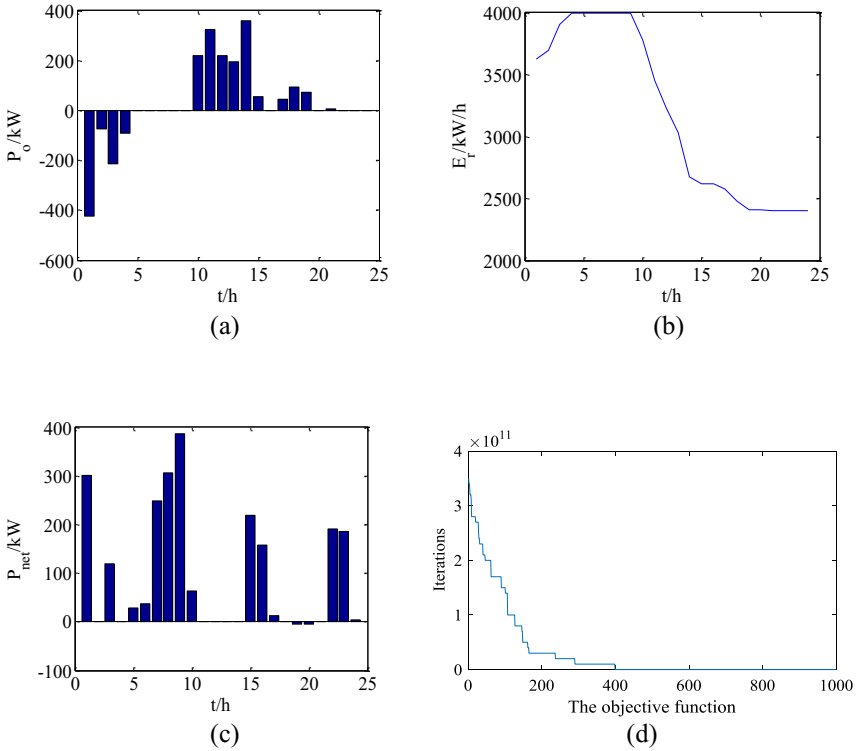 400
200
0
-200
-400
-600
P_o/kW
0 5 10 15 20 25
t/h
(a)
4000
3500
3000
2500
2000
E_r/kW/h
0 5 10 15 20 25
t/h
(b)
400
300
200
100
0
-100
P_net/kW
0 5 10 15 20 25
t/h
(c)
×10^11
4
3
2
1
0
Iterations
0 200 400 600 800 1000
The objective function
(d)